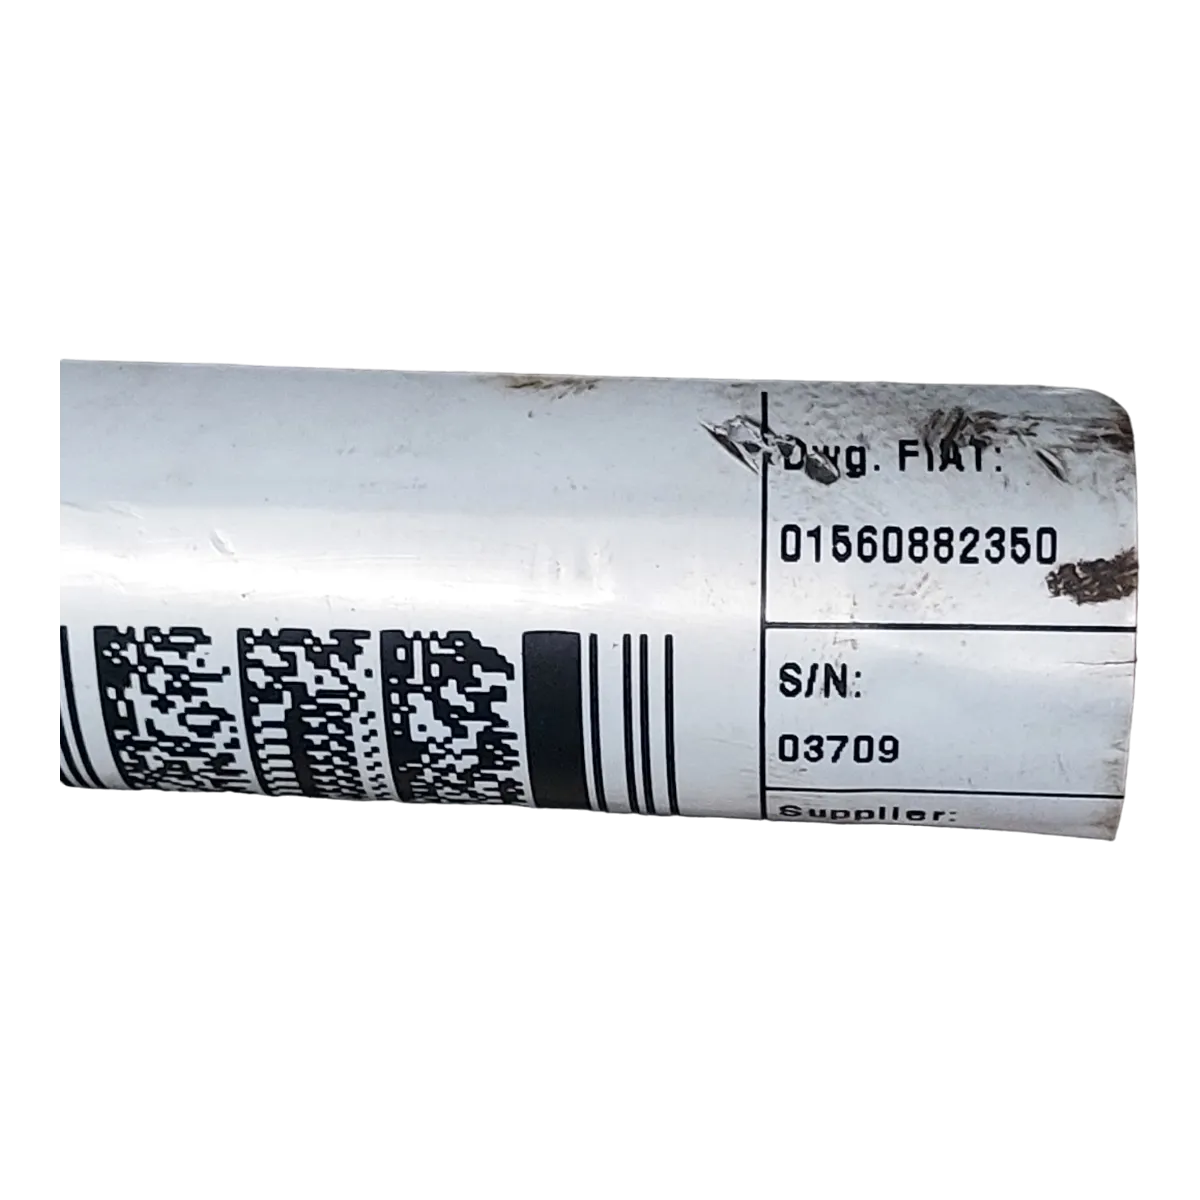 Dwg. FIAT:
01560882350
S/N:
03709
Supplier: